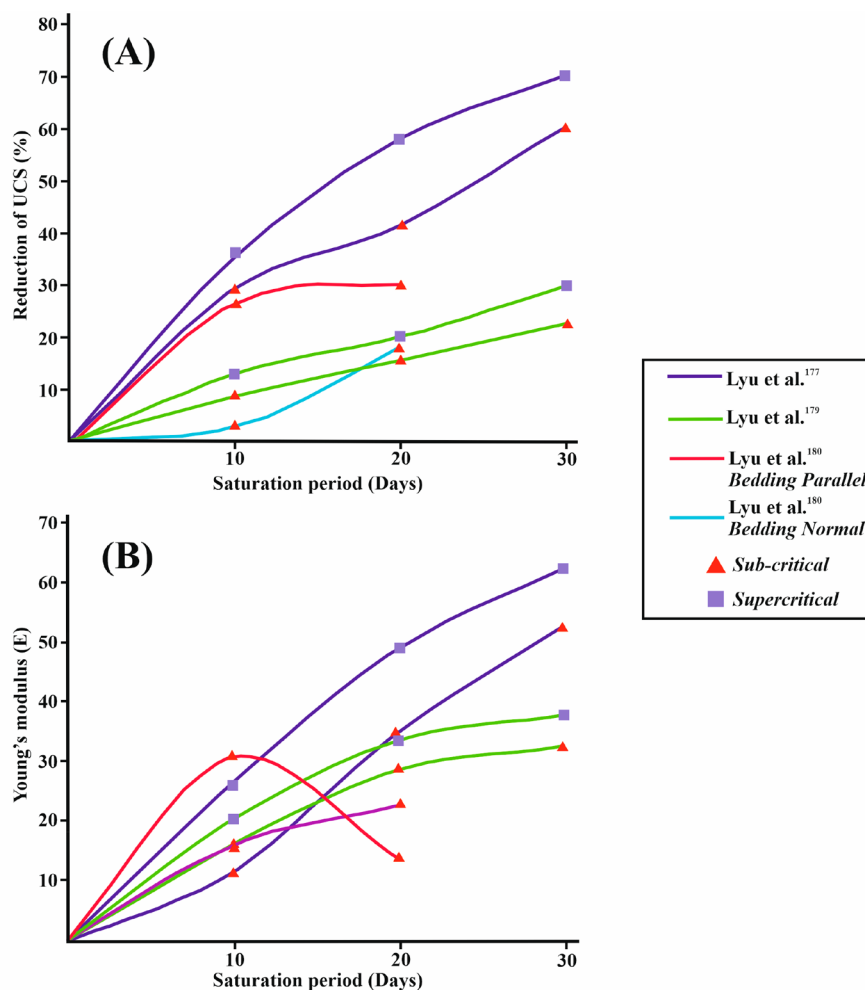 (A)
Reduction of UCS (%)
80
70
60
50
40
30
20
10
10 20 30
Saturation period (Days)
(B)
Young's modulus (E)
70
60
50
40
30
20
10
10 20 30
Saturation period (Days)
Lyu et al.177
Lyu et al.179
Lyu et al.180
Bedding Parallel
Lyu et al.180
Bedding Normal
Sub-critical
Supercritical